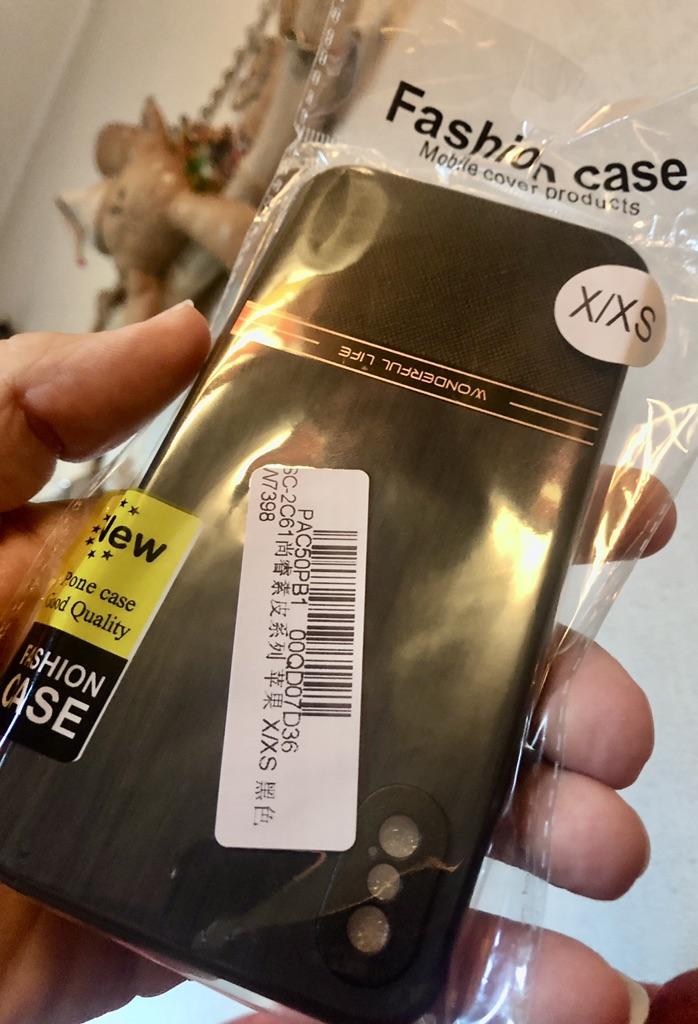 Fashion case
Mobile cover products
X/XS
WONDERFUL LIFE
New
Pone case
Good Quality
FASHION
CASE
PAC50PB1 00QD07D36
SC-2C61尚睿素皮系列 苹果 X/XS 黑色
N7398